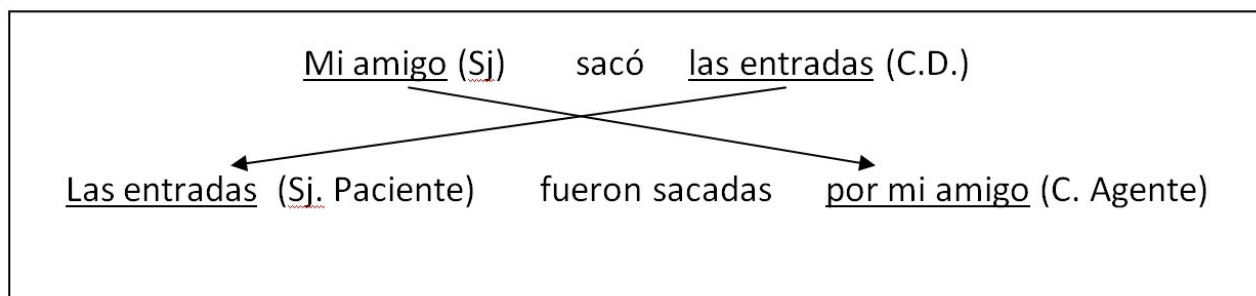 Mi amigo (Sj) sacó las entradas (C.D.)
Las entradas (Sj. Paciente) fueron sacadas por mi amigo (C. Agente)